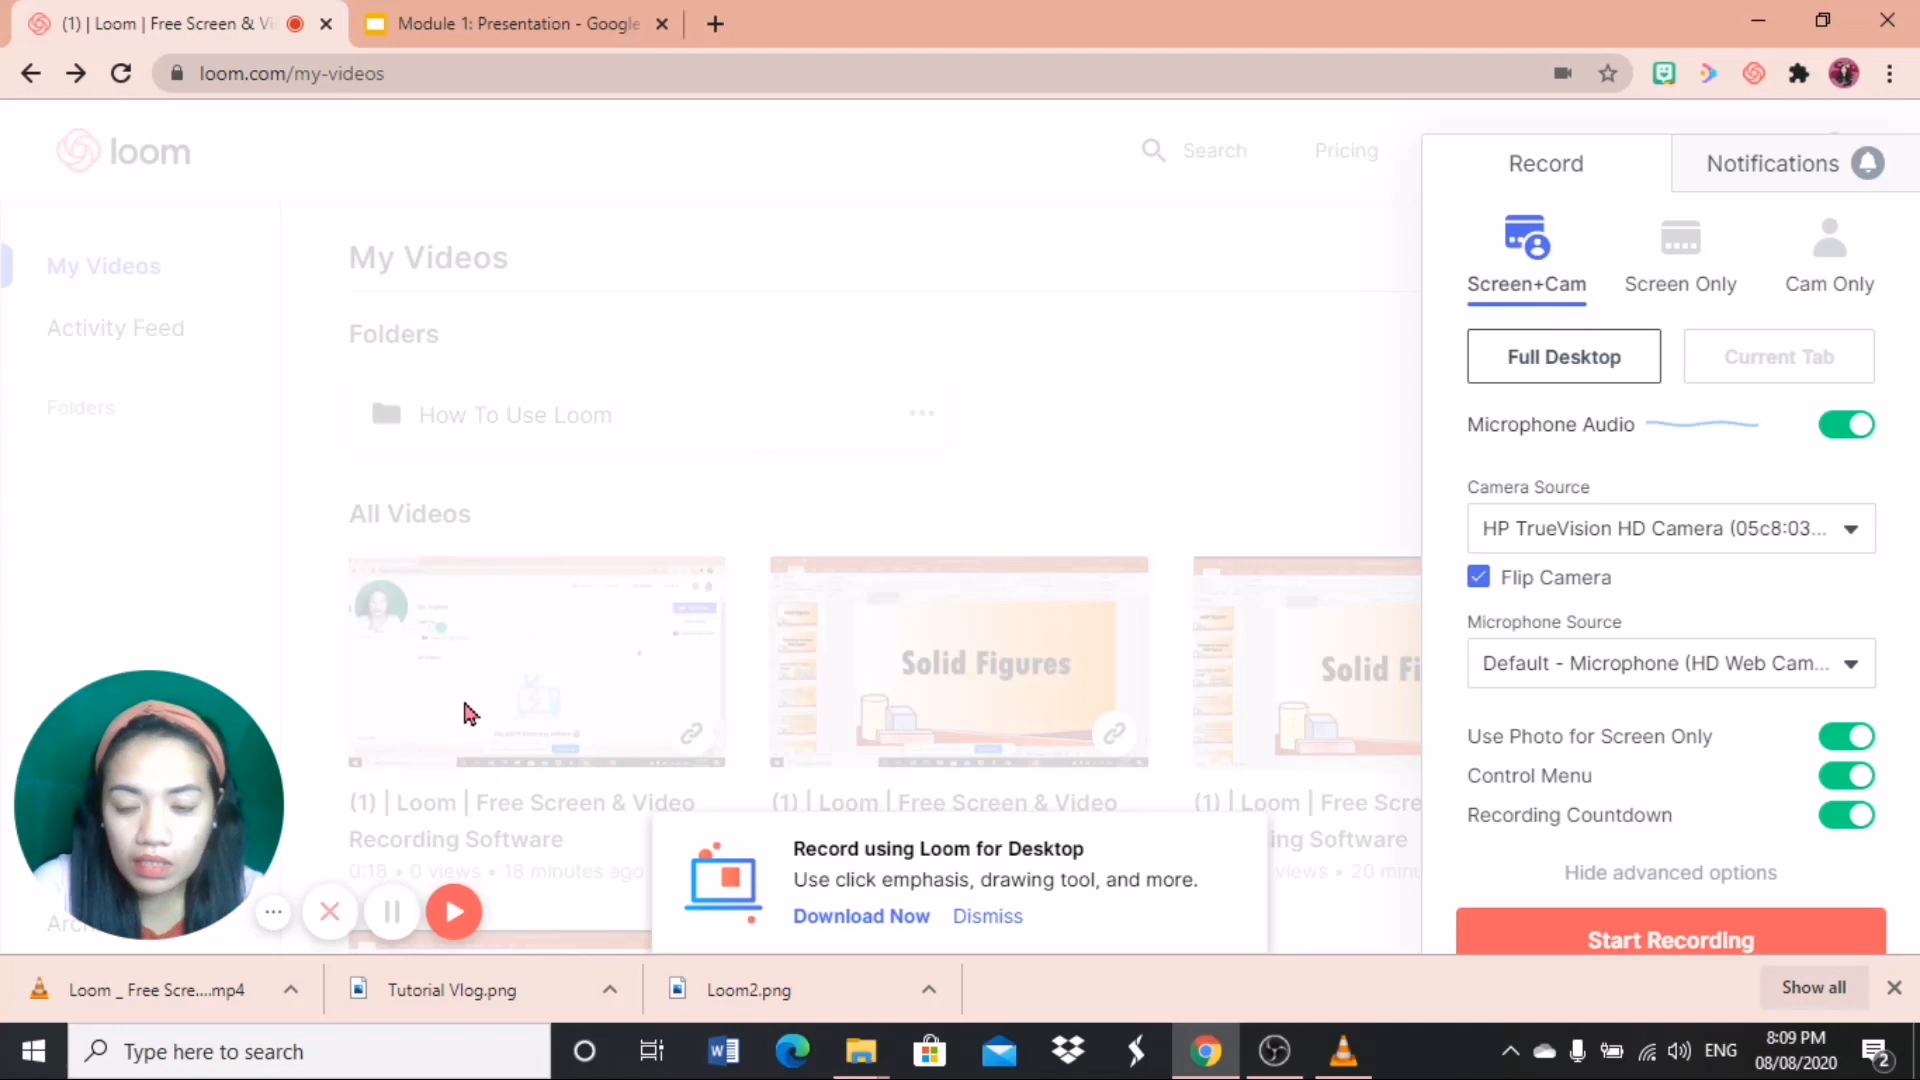 (1) | Loom | Free Screen & Vi
Module 1: Presentation - Google
loom.com/my-videos
loom
Search
Pricing
Record
Notifications
My Videos
Activity Feed
Folders
My Videos
Folders
How To Use Loom
All Videos
Screen+Cam
Screen Only
Cam Only
Full Desktop
Current Tab
Microphone Audio
Camera Source
HP TrueVision HD Camera (05c8:03...
Flip Camera
Microphone Source
Default - Microphone (HD Web Cam...
Use Photo for Screen Only
Control Menu
Recording Countdown
Hide advanced options
Start Recording
Solid Figures
Solid Fi
(1) | Loom | Free Screen & Video
Recording Software
0:18 • 0 views • 18 minutes ago
(1) | Loom | Free Screen & Video
(1) | Loom | Free Scre
ing Software
views • 20 minu
Record using Loom for Desktop
Use click emphasis, drawing tool, and more.
Download Now
Dismiss
Loom _ Free Scre....mp4
Tutorial Vlog.png
Loom2.png
Show all
Type here to search
ENG
8:09 PM
08/08/2020
2